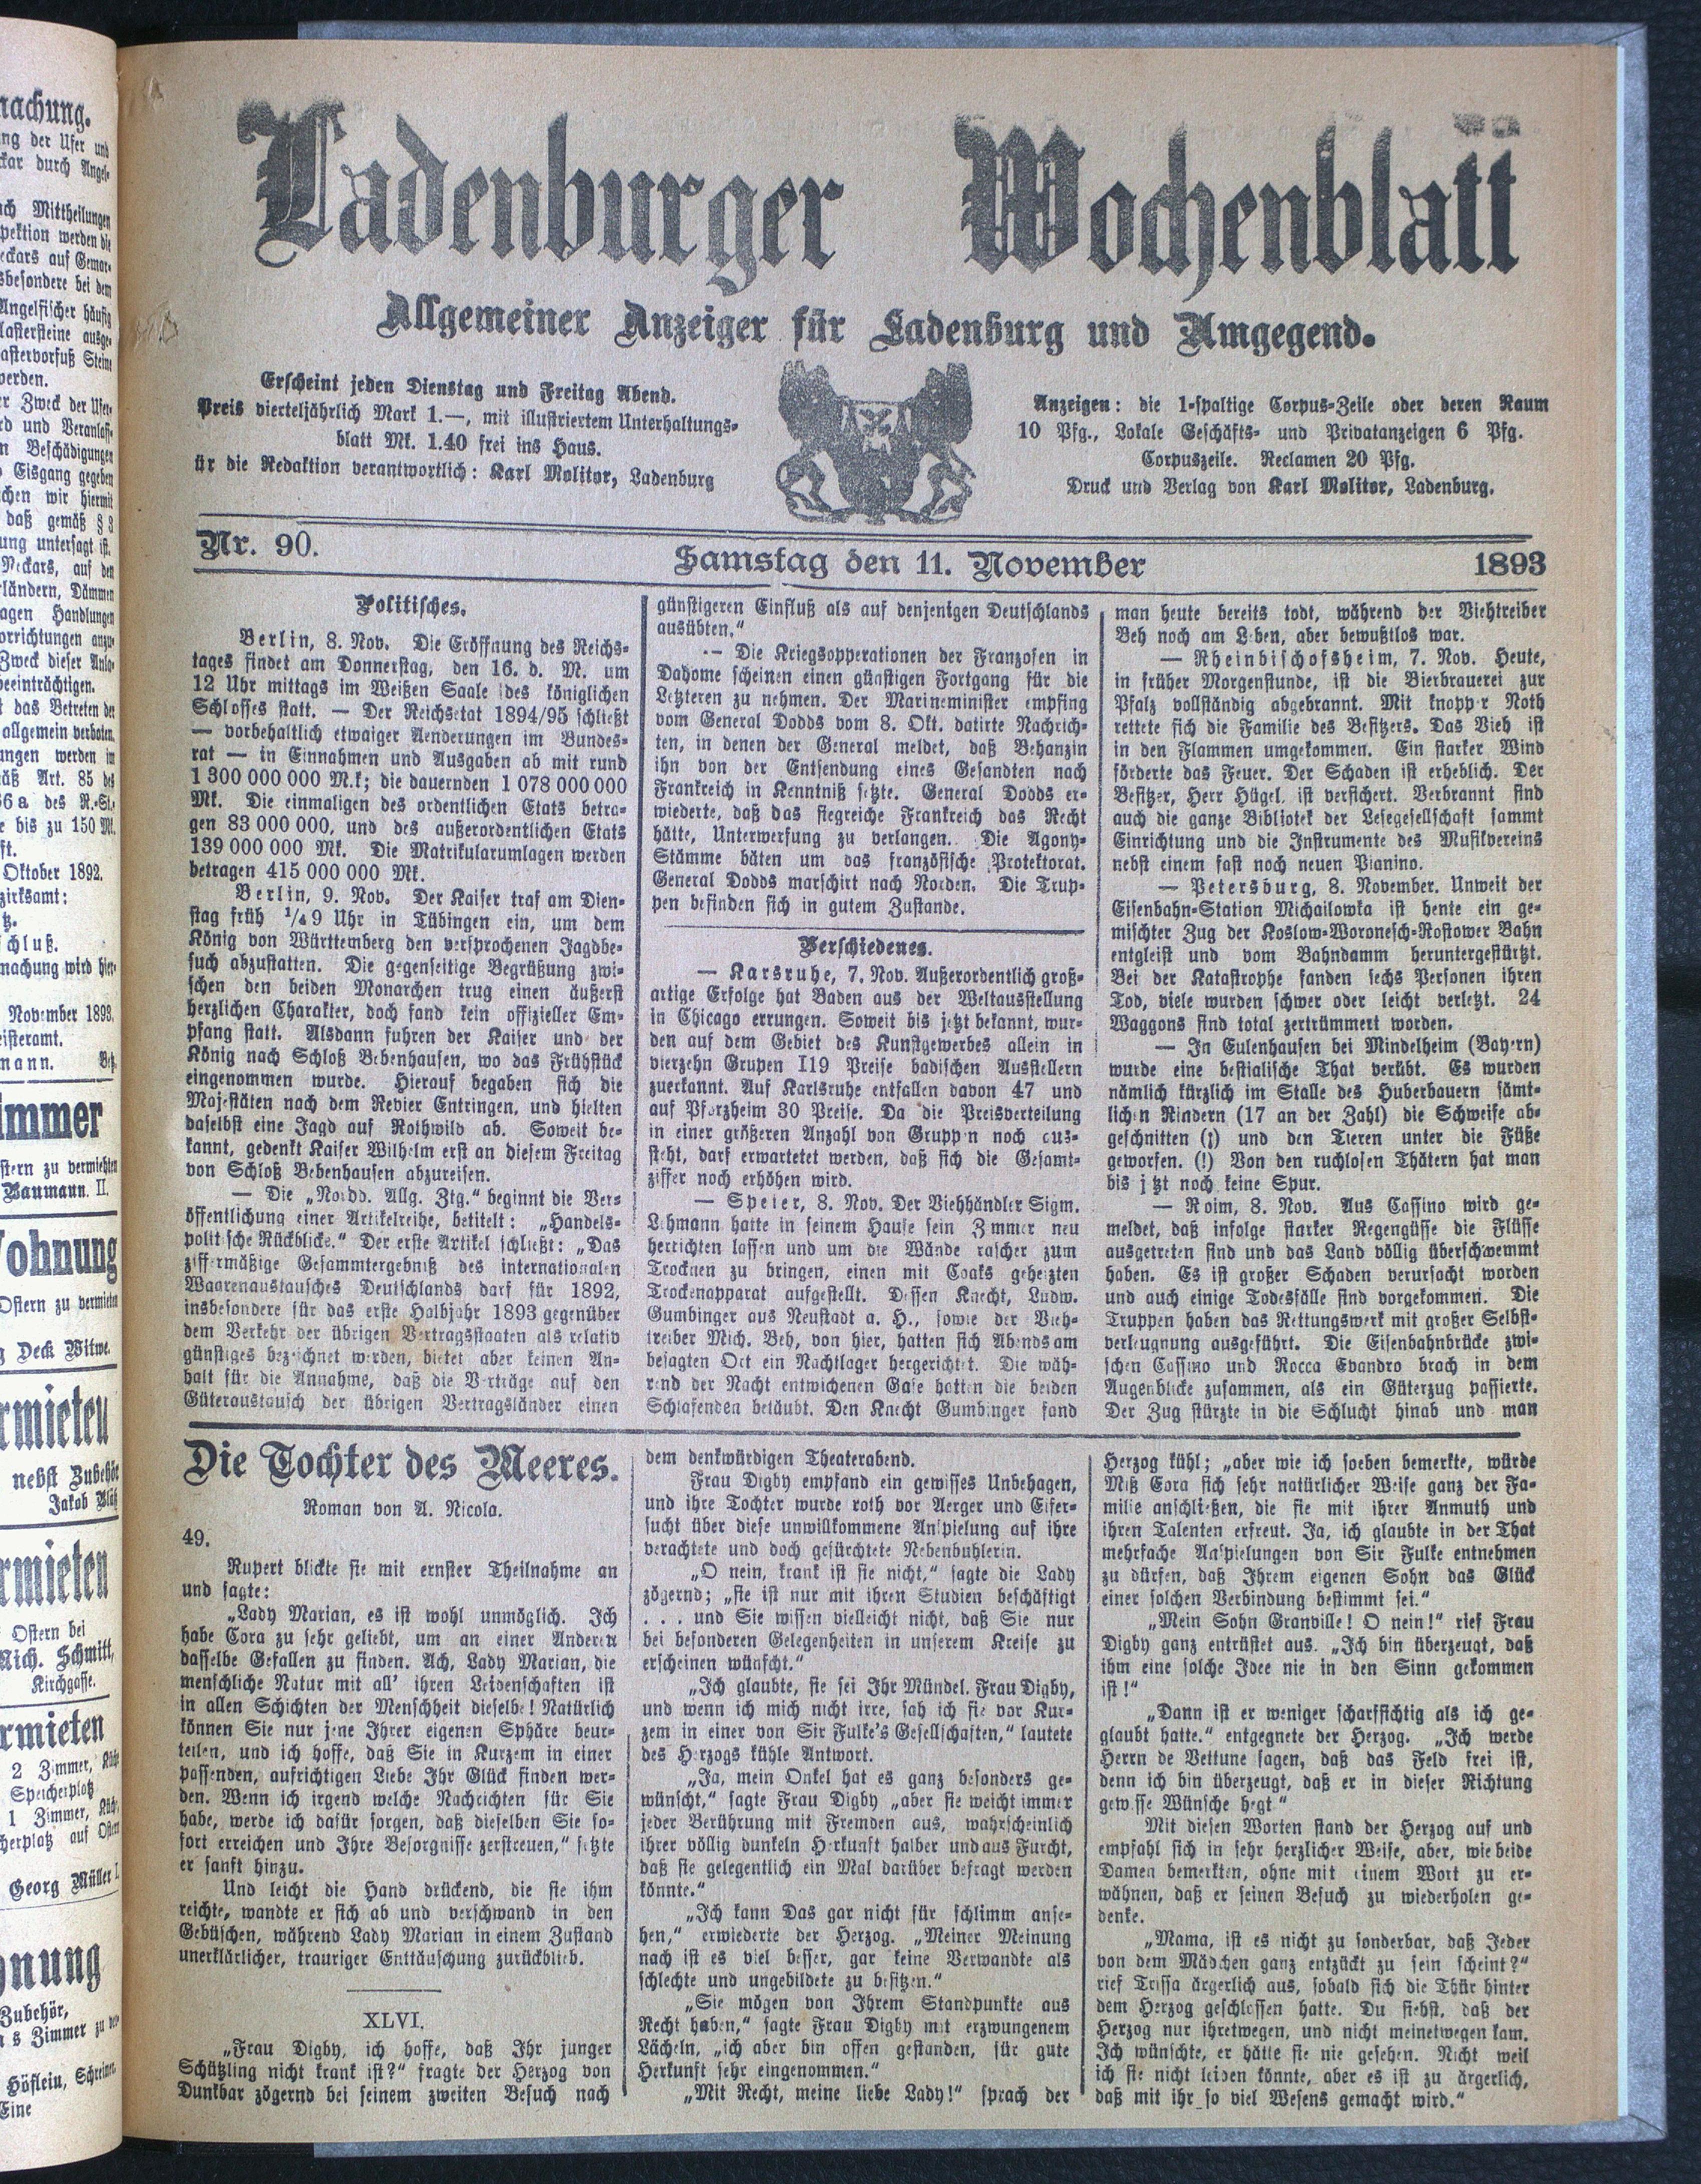 Ladenburger Wochenblatt
Allgemeiner Anzeiger für Ladenburg und Umgegend.
Erscheint jeden Dienstag und Freitag Abend.
Preis vierteljährlich Mark 1.—, mit illustriertem Unterhaltungs-
blatt Mk. 1.40 frei ins Haus.
ür die Redaktion verantwortlich: Karl Molitor, Ladenburg
Anzeigen: die 1-spaltige Corpus-Zeile oder deren Raum
10 Pfg., Lokale Geschäfts- und Privatanzeigen 6 Pfg.
Corpuszeile. Reclamen 20 Pfg.
Druck und Verlag von Karl Molitor, Ladenburg.
Nr. 90.
Samstag den 11. November
1893
Politisches.
Berlin, 8. Nov. Die Eröffnung des Reichs-
tages findet am Donnerstag, den 16. d. M. um
12 Uhr mittags im Weißen Saale des königlichen
Schlosses statt. — Der Reichsetat 1894/95 schließt
— vorbehaltlich etwaiger Aenderungen im Bundes-
rat — in Einnahmen und Ausgaben ab mit rund
1 300 000 000 M.k; die dauernden 1 078 000 000
Mk. Die einmaligen des ordentlichen Etats betra-
gen 83 000 000, und des außerordentlichen Etats
139 000 000 Mk. Die Matrikularumlagen werden
betragen 415 000 000 Mk.
Berlin, 9. Nov. Der Kaiser traf am Dien-
stag früh ¼9 Uhr in Tübingen ein, um dem
König von Württemberg den versprochenen Jagdbe-
such abzustatten. Die gegenseitige Begrüßung zwi-
schen den beiden Monarchen trug einen äußerst
herzlichen Charakter, doch fand kein offizieller Em-
pfang statt. Alsdann fuhren der Kaiser und der
König nach Schloß Bebenhausen, wo das Frühstück
eingenommen wurde. Hierauf begaben sich die
Majestäten nach dem Revier Entringen, und hielten
daselbst eine Jagd auf Rothwild ab. Soweit be-
kannt, gedenkt Kaiser Wilhelm erst an diesem Freitag
von Schloß Bebenhausen abzureisen.
— Die „Nordd. Allg. Ztg.“ beginnt die Ver-
öffentlichung einer Artikelreihe, betitelt: „Handels-
politische Rückblicke.“ Der erste Artikel schließt: „Das
ziffermäßige Gesammtergebniß des internationalen
Waarenaustausches Deutschlands darf für 1892,
insbesondere für das erste Halbjahr 1893 gegenüber
dem Verkehr der übrigen Vertragsstaaten als relativ
günstiges bezeichnet werden, bietet aber keinen An-
halt für die Annahme, daß die Verträge auf den
Güteraustausch der übrigen Vertragsländer einen
günstigeren Einfluß als auf denjenigen Deutschlands
ausübten.“
— Die Kriegsopperationen der Franzosen in
Dahome scheinen einen günstigen Fortgang für die
Letzteren zu nehmen. Der Marineminister empfing
vom General Dodds vom 8. Okt. datirte Nachrich-
ten, in denen der General meldet, daß Behanzin
ihn von der Entsendung eines Gesandten nach
Frankreich in Kenntniß setzte. General Dodds er-
wiederte, daß das siegreiche Frankreich das Recht
hätte, Unterwerfung zu verlangen. Die Agony-
Stämme bäten um das französische Protektorat.
General Dodds marschirt nach Norden. Die Trup-
pen befinden sich in gutem Zustande.
Verschiedenes.
— Karlsruhe, 7. Nov. Außerordentlich groß-
artige Erfolge hat Baden aus der Weltausstellung
in Chicago errungen. Soweit bis jetzt bekannt, wur-
den auf dem Gebiet des Kunstgewerbes allein in
vierzehn Grupen 119 Preise badischen Ausstellern
zuerkannt. Auf Karlsruhe entfallen davon 47 und
auf Pforzheim 30 Preise. Da die Preisverteilung
in einer größeren Anzahl von Gruppen noch aus-
steht, darf erwartetet werden, daß sich die Gesamt-
ziffer noch erhöhen wird.
— Speier, 8. Nov. Der Viehhändler Sigm.
Lehmann hatte in seinem Hause sein Zimmer neu
herrichten lassen und um die Wände rascher zum
Trocknen zu bringen, einen mit Coaks geheizten
Trockenapparat aufgestellt. Dessen Knecht, Ludw.
Gumbinger aus Neustadt a. H., sowie der Vieh-
treiber Mich. Beh, von hier, hatten sich Abends am
besagten Ort ein Nachtlager hergerichtet. Die wäh-
rend der Nacht entwichenen Gase hatten die beiden
Schlafenden betäubt. Den Knecht Gumbinger fand
man heute bereits todt, während der Viehtreiber
Beh noch am Leben, aber bewußtlos war.
— Rheinbischofsheim, 7. Nov. Heute,
in früher Morgenstunde, ist die Bierbrauerei zur
Pfalz vollständig abgebrannt. Mit knapper Noth
rettete sich die Familie des Besitzers. Das Vieh ist
in den Flammen umgekommen. Ein starker Wind
förderte das Feuer. Der Schaden ist erheblich. Der
Besitzer, Herr Hügel, ist versichert. Verbrannt sind
auch die ganze Bibliotek der Lesegesellschaft sammt
Einrichtung und die Instrumente des Musikvereins
nebst einem fast noch neuen Pianino.
— Petersburg, 8. November. Unweit der
Eisenbahn-Station Michailowka ist heute ein ge-
mischter Zug der Koslow-Woronesch-Rostower Bahn
entgleist und vom Bahndamm heruntergestürzt.
Bei der Katastrophe fanden sechs Personen ihren
Tod, viele wurden schwer oder leicht verletzt. 24
Waggons sind total zertrümmert worden.
— In Eulenhausen bei Mindelheim (Bayern)
wurde eine bestialische That verübt. Es wurden
nämlich kürzlich im Stalle des Huberbauern sämt-
lichen Rindern (17 an der Zahl) die Schweife ab-
geschnitten (¡) und den Tieren unter die Füße
geworfen. (!) Von den ruchlosen Thätern hat man
bis jetzt noch keine Spur.
— Rom, 8. Nov. Aus Cassino wird ge-
meldet, daß infolge starker Regengüsse die Flüsse
ausgetreten sind und das Land völlig überschwemmt
haben. Es ist großer Schaden verursacht worden
und auch einige Todesfälle sind vorgekommen. Die
Truppen haben das Rettungswerk mit großer Selbst-
verleugnung ausgeführt. Die Eisenbahnbrücke zwi-
schen Cassino und Rocca Evandro brach in dem
Augenblicke zusammen, als ein Güterzug passierte.
Der Zug stürzte in die Schlucht hinab und man
Die Tochter des Meeres.
Roman von A. Nicola.
49.
Rupert blickte sie mit ernster Theilnahme an
und sagte:
„Lady Marian, es ist wohl unmöglich. Ich
habe Cora zu sehr geliebt, um an einer Anderen
dasselbe Gefallen zu finden. Ach, Lady Marian, die
menschliche Natur mit all' ihren Leidenschaften ist
in allen Schichten der Menschheit dieselbe! Natürlich
können Sie nur jene Ihrer eigenen Sphäre beur-
teilen, und ich hoffe, daß Sie in Kurzem in einer
passenden, aufrichtigen Liebe Ihr Glück finden wer-
den. Wenn ich irgend welche Nachrichten für Sie
habe, werde ich dafür sorgen, daß dieselben Sie so-
fort erreichen und Ihre Besorgnisse zerstreuen,“ setzte
er sanft hinzu.
Und leicht die Hand drückend, die sie ihm
reichte, wandte er sich ab und verschwand in den
Gebüschen, während Lady Marian in einem Zustand
unerklärlicher, trauriger Enttäuschung zurückblieb.
XLVI.
„Frau Digby, ich hoffe, daß Ihr junger
Schützling nicht krank ist?“ fragte der Herzog von
Dunkbar zögernd bei seinem zweiten Besuch nach
dem denkwürdigen Theaterabend.
Frau Digby empfand ein gewisses Unbehagen,
und ihre Tochter wurde roth vor Aerger und Eifer-
sucht über diese unwillkommene Anspielung auf ihre
verachtete und doch gefürchtete Nebenbuhlerin.
„O nein, krank ist sie nicht,“ sagte die Lady
zögernd; „sie ist nur mit ihren Studien beschäftigt
. . . und Sie wissen vielleicht nicht, daß Sie nur
bei besonderen Gelegenheiten in unserem Kreise zu
erscheinen wünscht.“
„Ich glaubte, sie sei Ihr Mündel. Frau Digby,
und wenn ich mich nicht irre, sah ich sie vor Kur-
zem in einer von Sir Fulke's Gesellschaften,“ lautete
des Herzogs kühle Antwort.
„Ja, mein Onkel hat es ganz besonders ge-
wünscht,“ sagte Frau Digby „aber sie weicht immer
jeder Berührung mit Fremden aus, wahrscheinlich
ihrer völlig dunkeln Herkunft halber und aus Furcht,
daß sie gelegentlich ein Mal darüber befragt werden
könnte.“
„Ich kann Das gar nicht für schlimm anse-
hen,“ erwiederte der Herzog. „Meiner Meinung
nach ist es viel besser, gar keine Verwandte als
schlechte und ungebildete zu besitzen.“
„Sie mögen von Ihrem Standpunkte aus
Recht haben,“ sagte Frau Digby mit erzwungenem
Lächeln, „ich aber bin offen gestanden, für gute
Herkunft sehr eingenommen.“
„Mit Recht, meine liebe Lady!“ sprach der
Herzog kühl; „aber wie ich soeben bemerkte, würde
Miß Cora sich sehr natürlicher Weise ganz der Fa-
milie anschließen, die sie mit ihrer Anmuth und
ihren Talenten erfreut. Ja, ich glaubte in der That
mehrfache Anspielungen von Sir Fulke entnehmen
zu dürfen, daß Ihrem eigenen Sohn das Glück
einer solchen Verbindung bestimmt sei.“
„Mein Sohn Granville! O nein!“ rief Frau
Digby ganz entrüstet aus. „Ich bin überzeugt, daß
ihm eine solche Idee nie in den Sinn gekommen
ist!“
„Dann ist er weniger scharfsichtig als ich ge-
glaubt hatte.“ entgegnete der Herzog. „Ich werde
Herrn de Bettune sagen, daß das Feld frei ist,
denn ich bin überzeugt, daß er in dieser Richtung
gewisse Wünsche hegt“
Mit diesen Worten stand der Herzog auf und
empfahl sich in sehr herzlicher Weise, aber, wie beide
Damen bemerkten, ohne mit einem Wort zu er-
wähnen, daß er seinen Besuch zu wiederholen ge-
denke.
„Mama, ist es nicht zu sonderbar, daß Jeder
von dem Mädchen ganz entzückt zu sein scheint?“
rief Trissa ärgerlich aus, sobald sich die Thür hinter
dem Herzog geschlossen hatte. Du siehst, daß der
Herzog nur ihretwegen, und nicht meinetwegen kam.
Ich wünschte, er hätte sie nie gesehen. Nicht weil
ich sie nicht leiden könnte, aber es ist zu ärgerlich,
daß mit ihr so viel Wesens gemacht wird.“